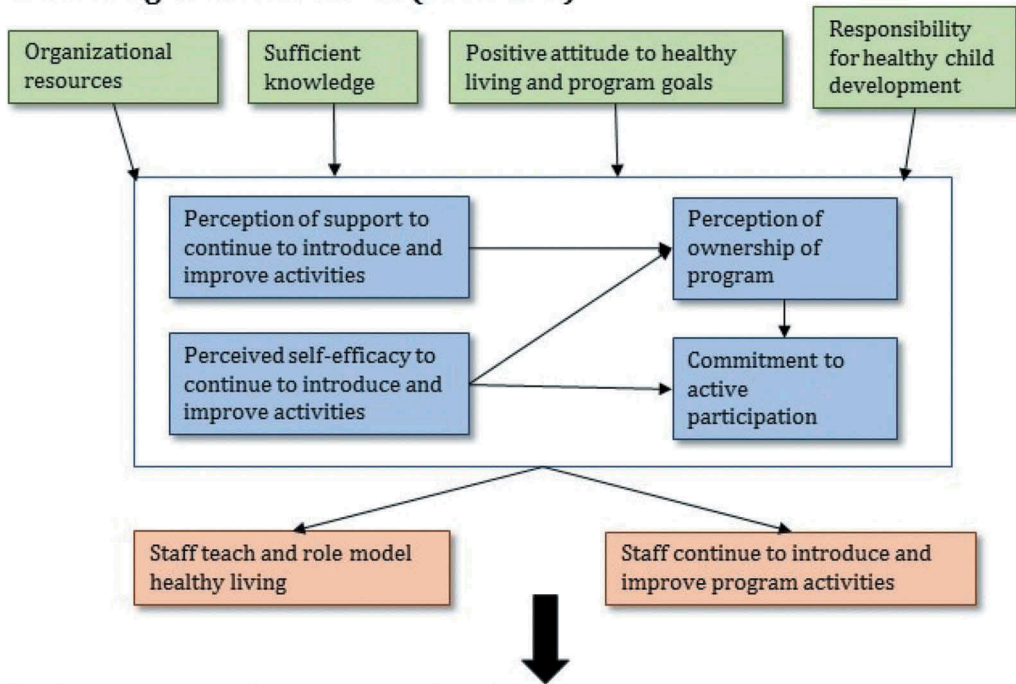 Organizational
resources
Sufficient
knowledge
Positive attitude to healthy
living and program goals
Responsibility
for healthy child
development
Perception of support to
continue to introduce and
improve activities
Perception of
ownership of
program
Perceived self-efficacy to
continue to introduce and
improve activities
Commitment to
active
participation
Staff teach and role model
healthy living
Staff continue to introduce and
improve program activities